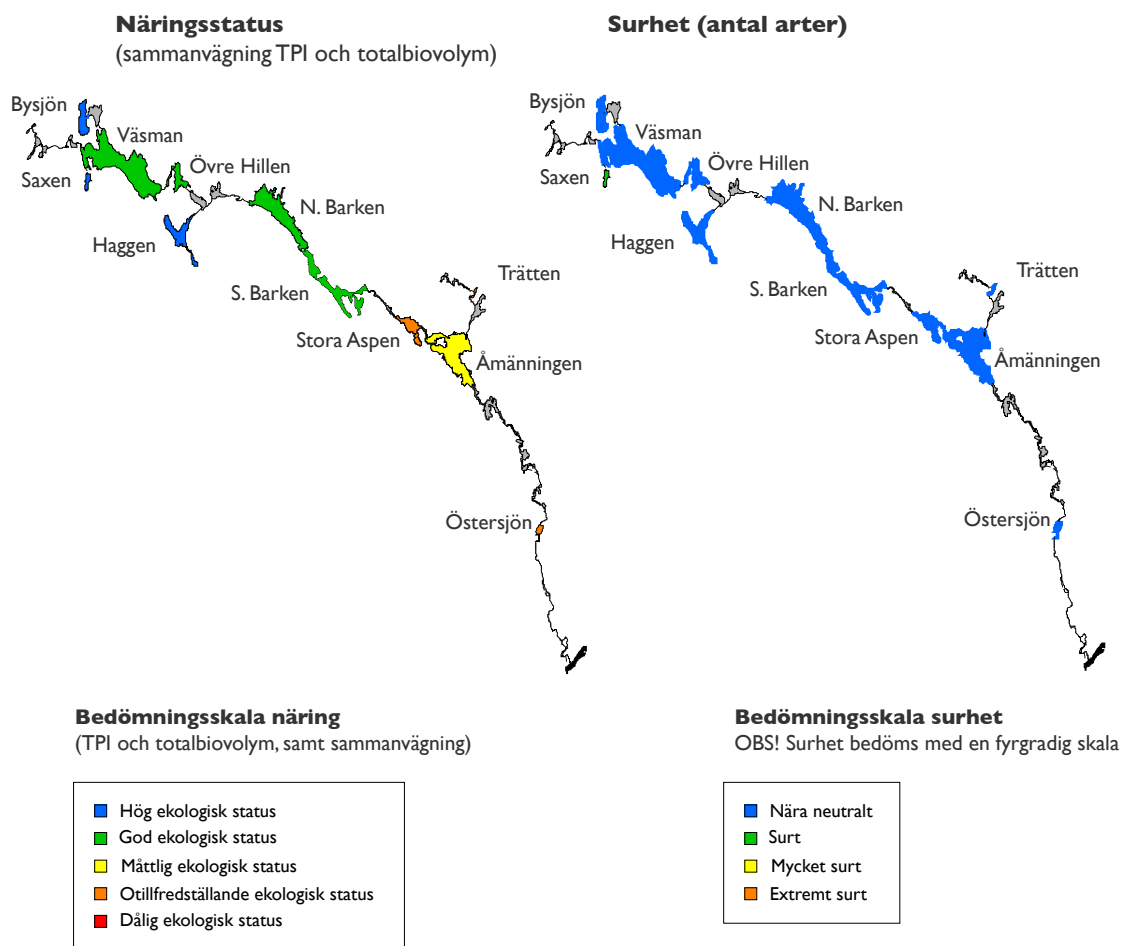 Näringsstatus
(sammanvägning TPI och totalbiovolym)
Bysjön
Väsman
Övre Hillen
Saxen
N. Barken
Haggen
Trätten
S. Barken
Stora Aspen
Åmänningen
Östersjön
Surhet (antal arter)
Bysjön
Väsman
Övre Hillen
Saxen
N. Barken
Haggen
Trätten
S. Barken
Stora Aspen
Åmänningen
Östersjön
Bedömningsskala näring
(TPI och totalbiovolym, samt sammanvägning)
Hög ekologisk status
God ekologisk status
Måttlig ekologisk status
Otillfredställande ekologisk status
Dålig ekologisk status
Bedömningsskala surhet
OBS! Surhet bedöms med en fyrgradig skala
Nära neutralt
Surt
Mycket surt
Extremt surt